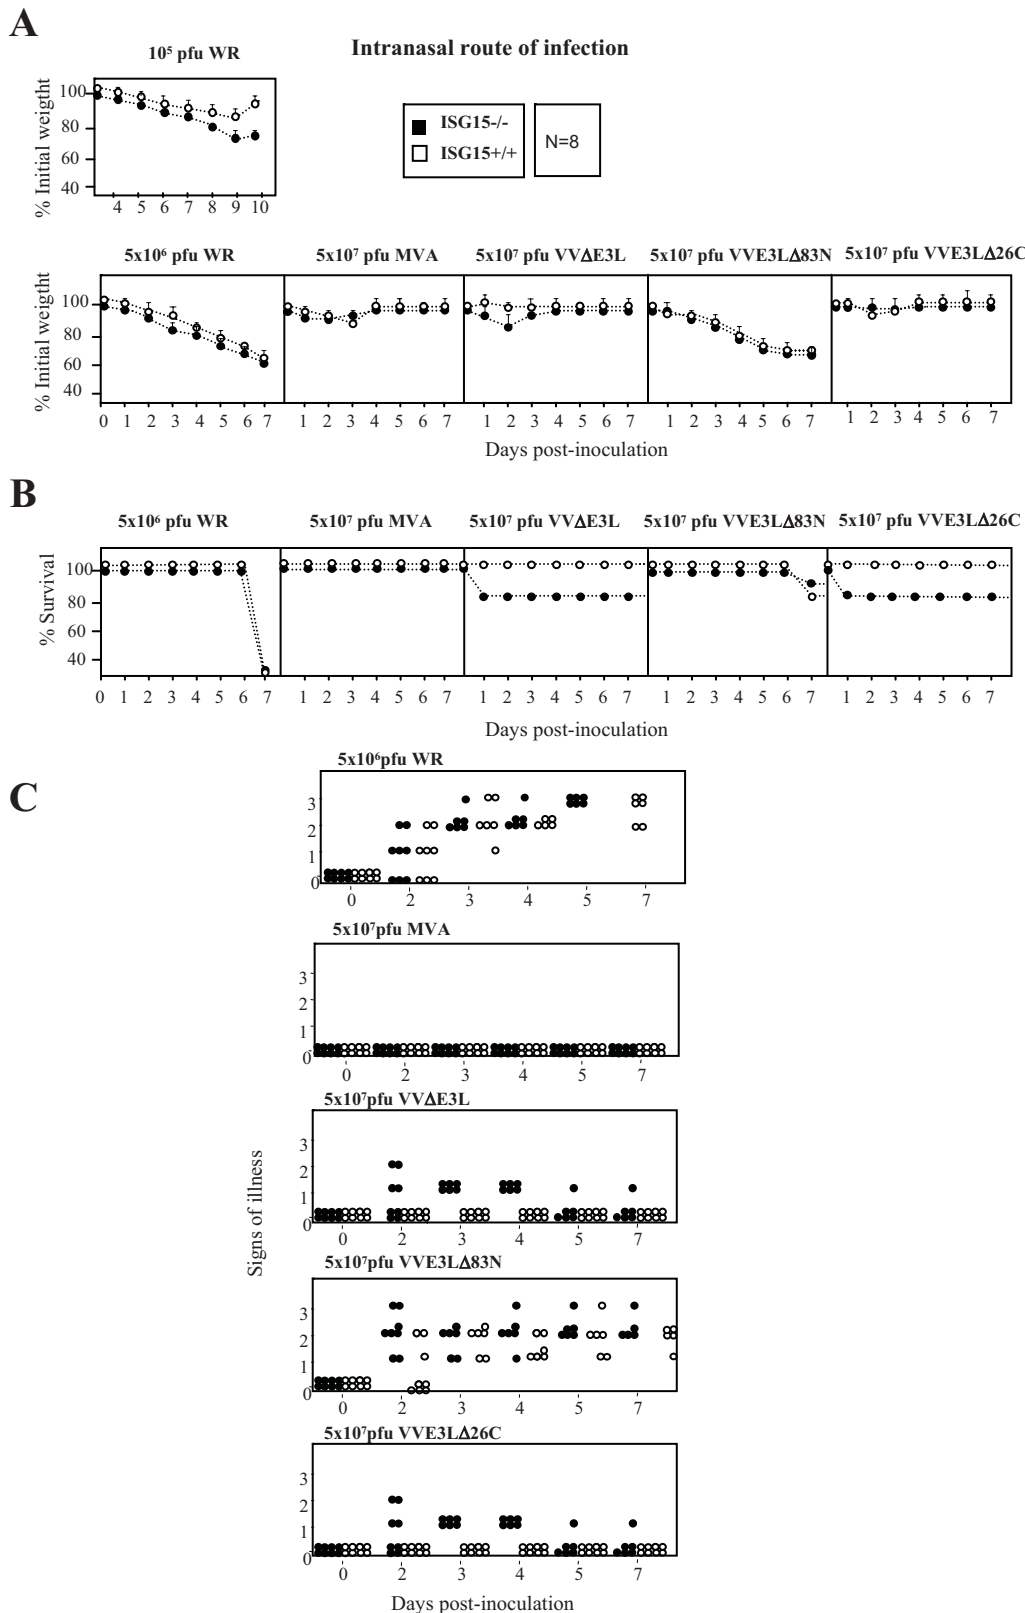 A
10⁵ pfu WR
Intranasal route of infection
% Initial weigtht
100
80
60
40
4 5 6 7 8 9 10
ISG15-/-
ISG15+/+
N=8
5x10⁶ pfu WR
5x10⁷ pfu MVA
5x10⁷ pfu VVΔE3L
5x10⁷ pfu VVE3LΔ83N
5x10⁷ pfu VVE3LΔ26C
% Initial weigtht
100
80
60
40
0 1 2 3 4 5 6 7
1 2 3 4 5 6 7
1 2 3 4 5 6 7
1 2 3 4 5 6 7
1 2 3 4 5 6 7
Days post-inoculation
B
5x10⁶ pfu WR
5x10⁷ pfu MVA
5x10⁷ pfu VVΔE3L
5x10⁷ pfu VVE3LΔ83N
5x10⁷ pfu VVE3LΔ26C
% Survival
100
80
60
40
0 1 2 3 4 5 6 7
1 2 3 4 5 6 7
1 2 3 4 5 6 7
1 2 3 4 5 6 7
1 2 3 4 5 6 7
Days post-inoculation
C
5x10⁶pfu WR
3
2
1
0
0 2 3 4 5 7
5x10⁷pfu MVA
3
2
1
0
0 2 3 4 5 7
5x10⁷pfu VVΔE3L
3
2
1
0
0 2 3 4 5 7
Signs of illness
5x10⁷pfu VVE3LΔ83N
3
2
1
0
0 2 3 4 5 7
5x10⁷pfu VVE3LΔ26C
3
2
1
0
0 2 3 4 5 7
Days post-inoculation